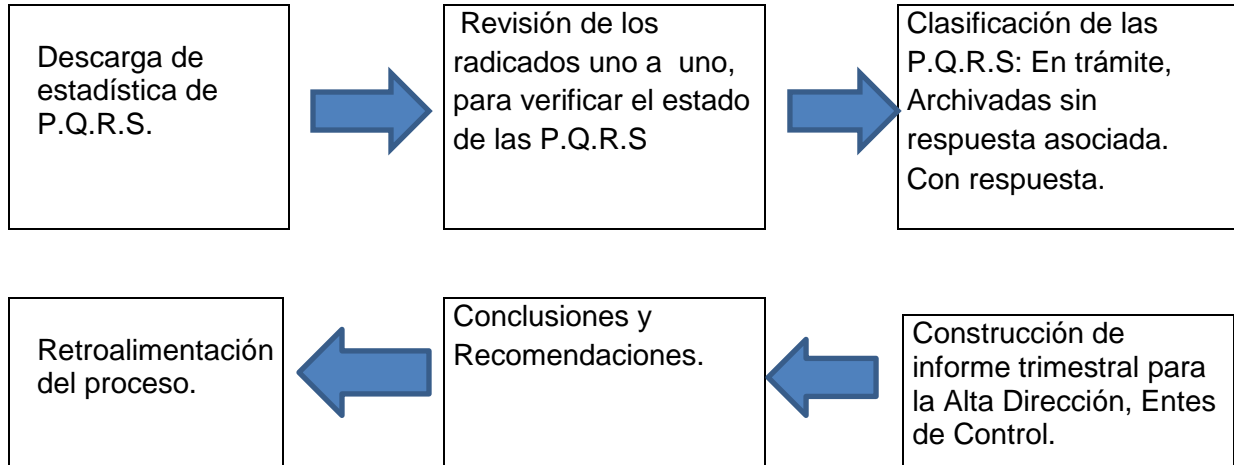 Descarga de
estadística de
P.Q.R.S.
Revisión de los
radicados uno a uno,
para verificar el estado
de las P.Q.R.S
Clasificación de las
P.Q.R.S: En trámite,
Archivadas sin
respuesta asociada.
Con respuesta.
Construcción de
informe trimestral para
la Alta Dirección, Entes
de Control.
Conclusiones y
Recomendaciones.
Retroalimentación
del proceso.